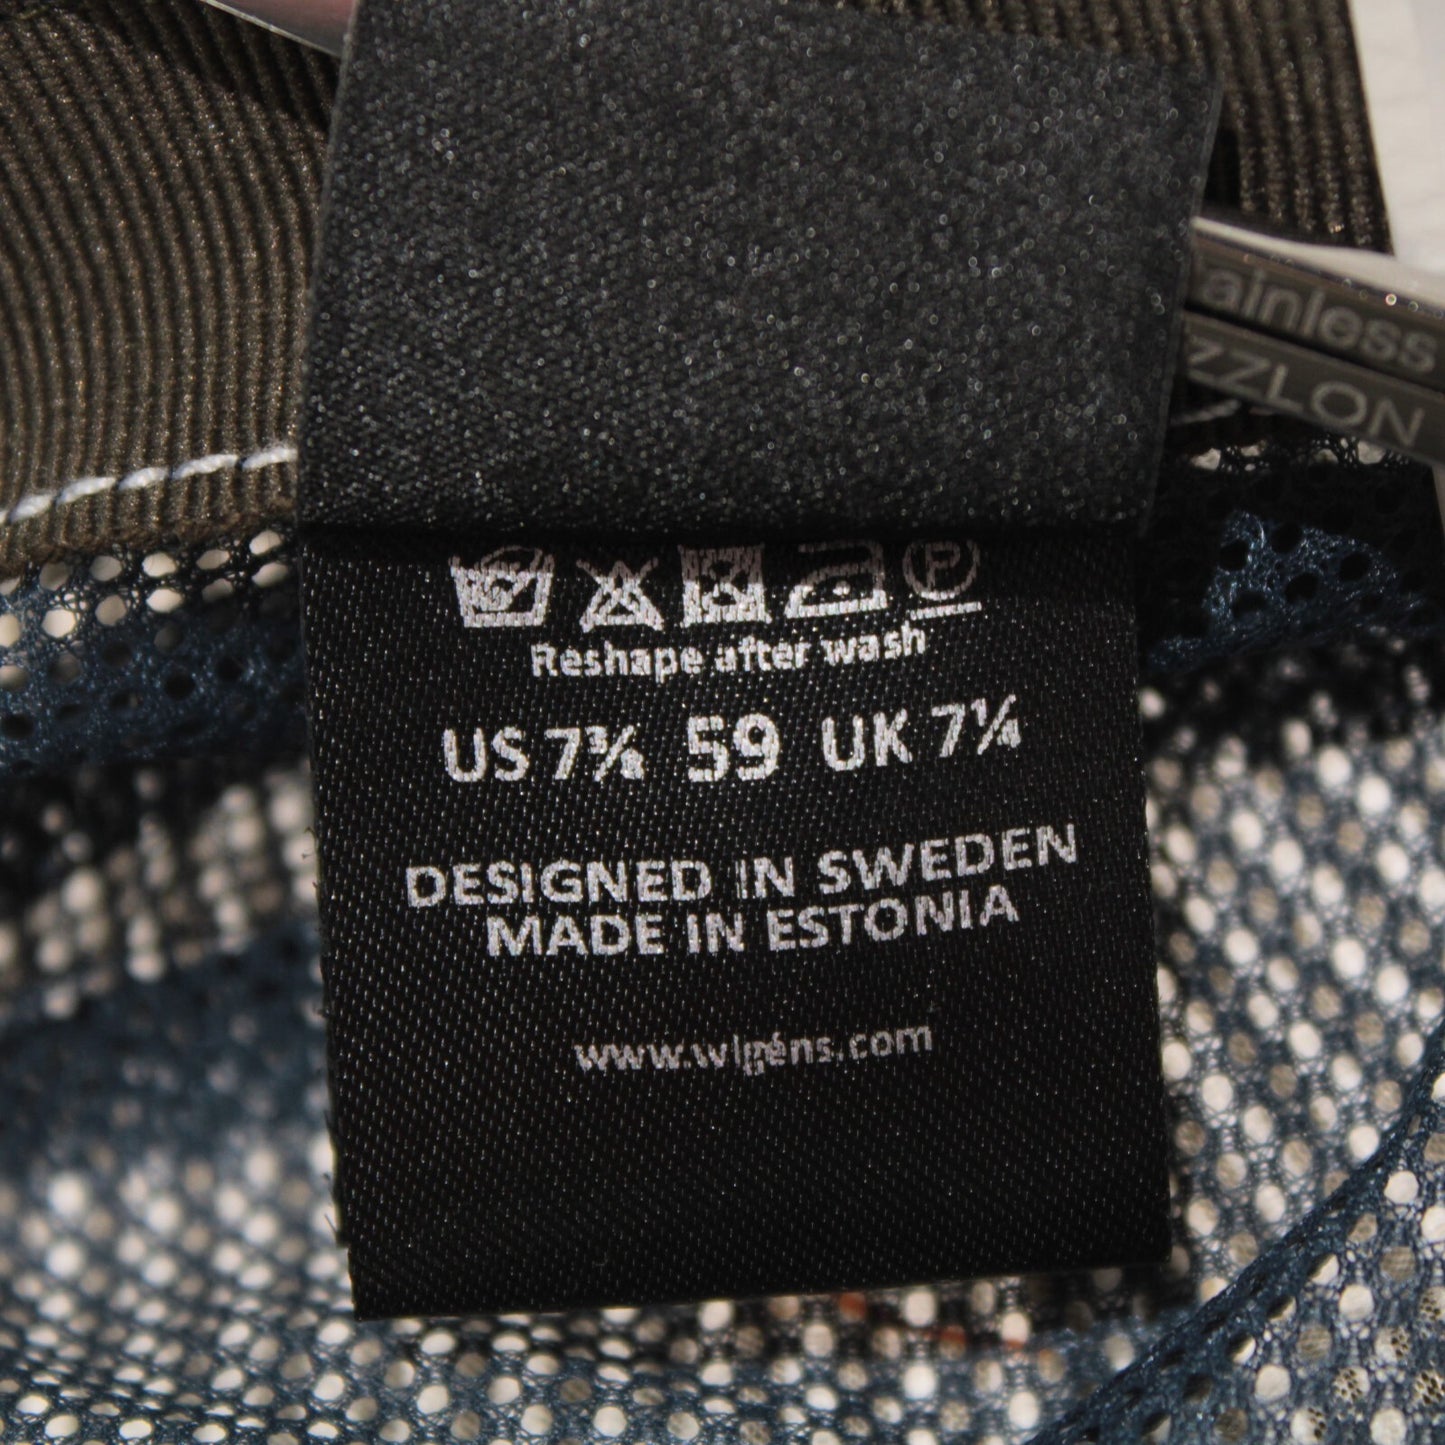 ainless
ZZLON
P
Reshape after wash
US 7⅜ 59 UK 7¼
DESIGNED IN SWEDEN
MADE IN ESTONIA
www.wigéns.com